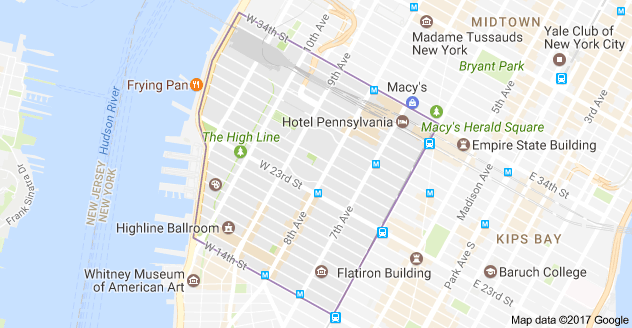 MIDTOWN
W 34th St
10th Ave
Madame Tussauds
New York
Yale Club of
New York City
Bryant Park
9th Ave
5th Ave
3rd Ave
Frying Pan
Macy's
Hudson River
Hotel Pennsylvania
Macy's Herald Square
The High Line
Empire State Building
W 23rd St
E 34th St
Frank Sinatra Dr
NEW JERSEY
NEW YORK
Madison Ave
Highline Ballroom
8th Ave
7th Ave
KIPS BAY
W 14th St
Park Ave S
Whitney Museum
of American Art
Flatiron Building
Baruch College
E 23rd St
Map data ©2017 Google